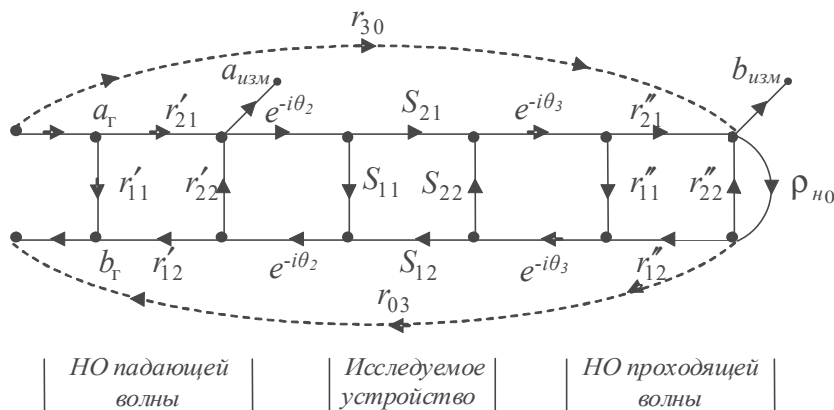 r₃₀
aизм
bизм
aг
r′₂₁
e^{-iθ₂}
S₂₁
e^{-iθ₃}
r″₂₁
r′₁₁
r′₂₂
S₁₁
S₂₂
r″₁₁
r″₂₂
ρн0
bг
r′₁₂
e^{-iθ₂}
S₁₂
e^{-iθ₃}
r″₁₂
r₀₃
НО падающей
волны
Исследуемое
устройство
НО проходящей
волны